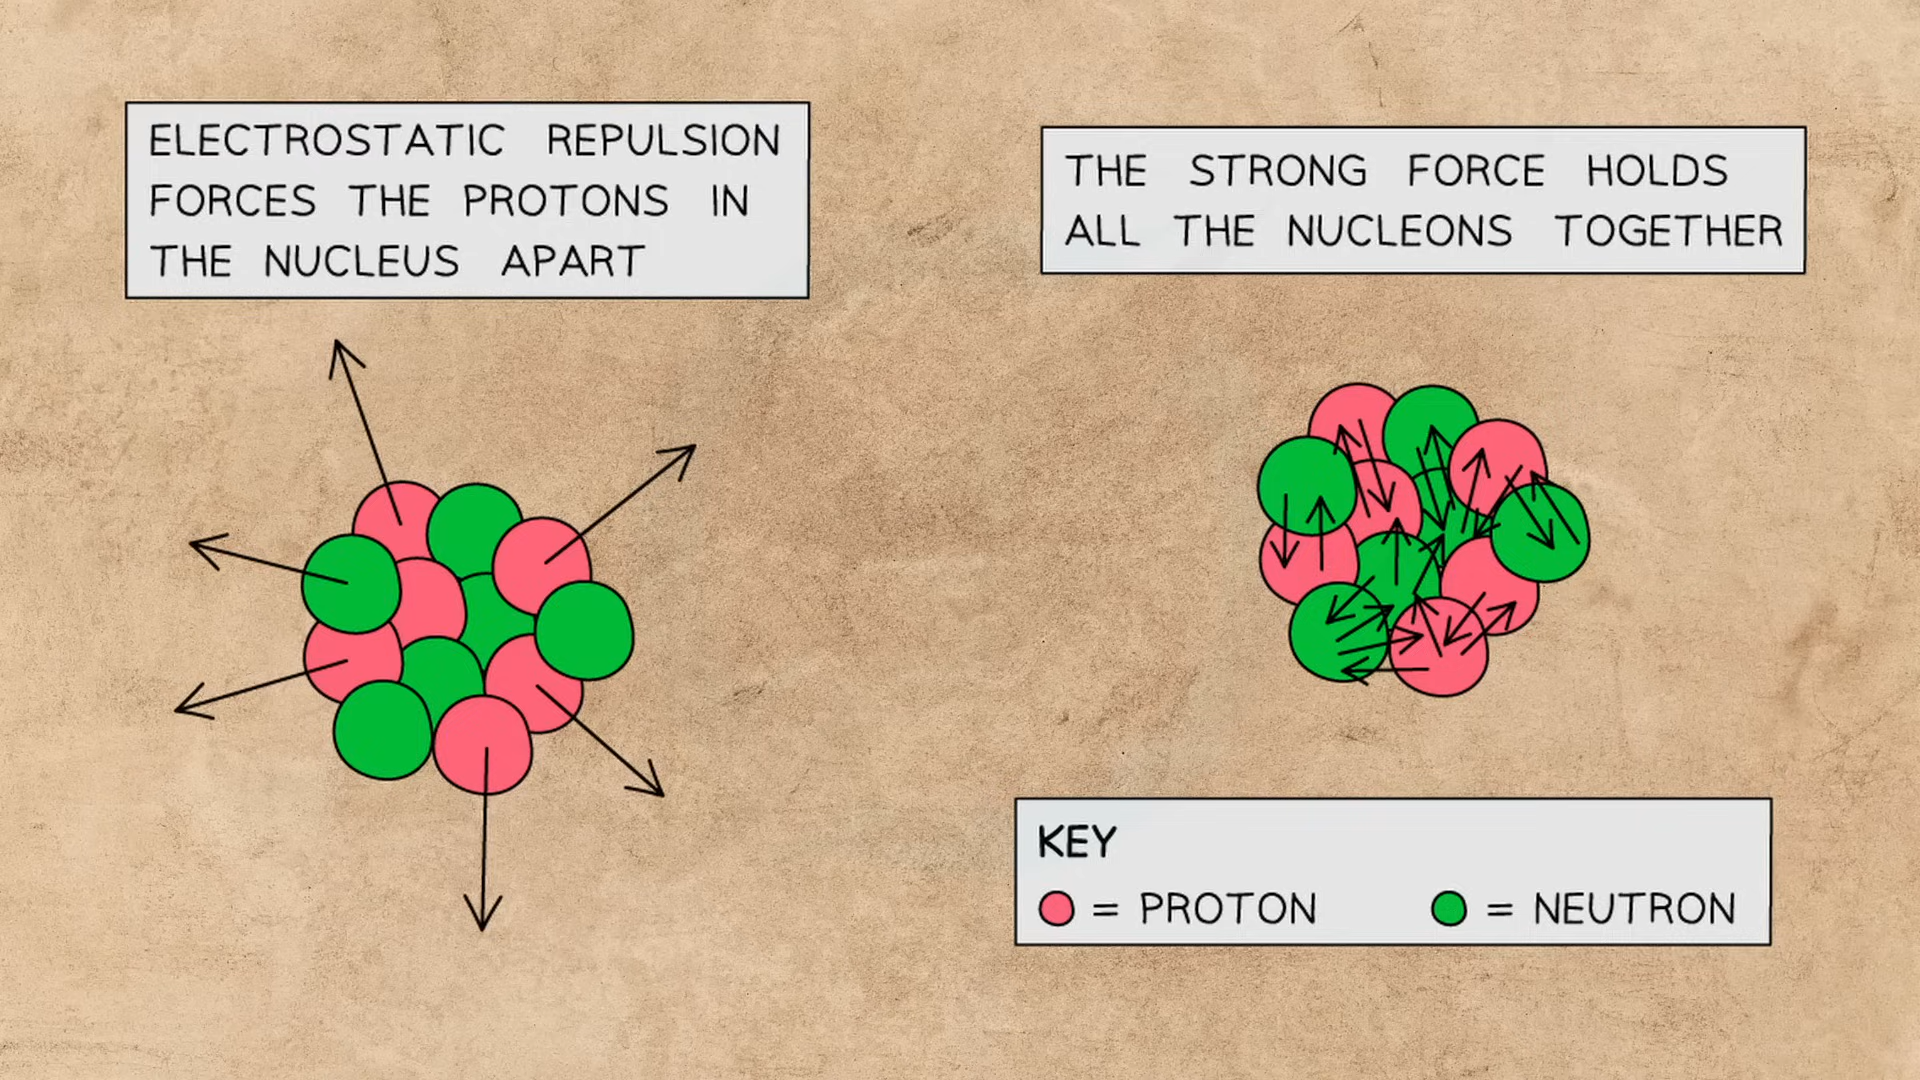 ELECTROSTATIC REPULSION
FORCES THE PROTONS IN
THE NUCLEUS APART
THE STRONG FORCE HOLDS
ALL THE NUCLEONS TOGETHER
KEY
= PROTON = NEUTRON